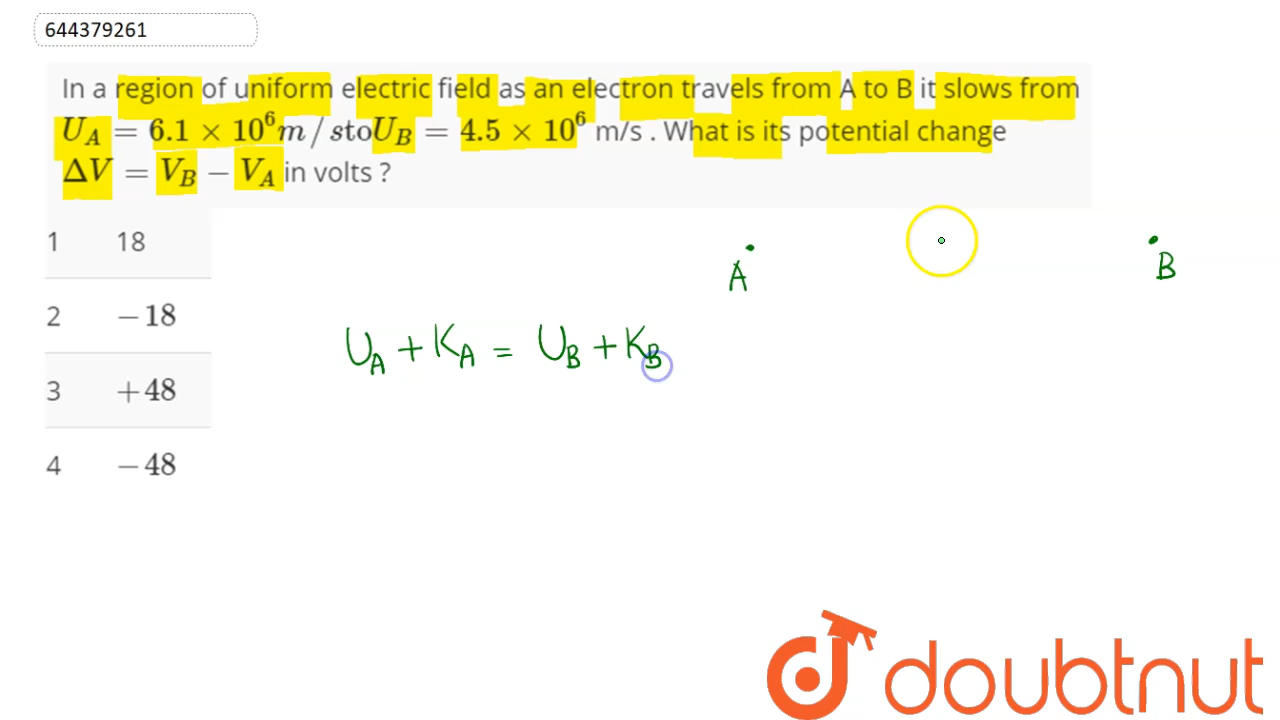 644379261
In a region of uniform electric field as an electron travels from A to B it slows from
U_A = 6.1 × 10^6 m/s to U_B = 4.5 × 10^6 m/s . What is its potential change
ΔV = V_B − V_A in volts ?
1 18
2 −18
3 +48
4 −48
A
B
U_A + K_A = U_B + K_B
doubtnut